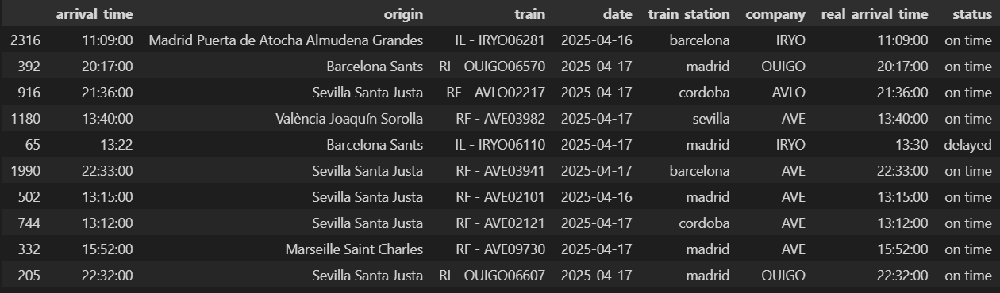 arrival_time origin train date train_station company real_arrival_time status
2316 11:09:00 Madrid Puerta de Atocha Almudena Grandes IL - IRYO06281 2025-04-16 barcelona IRYO 11:09:00 on time
392 20:17:00 Barcelona Sants RI - OUIGO06570 2025-04-17 madrid OUIGO 20:17:00 on time
916 21:36:00 Sevilla Santa Justa RF - AVLO02217 2025-04-17 cordoba AVLO 21:36:00 on time
1180 13:40:00 València Joaquín Sorolla RF - AVE03982 2025-04-17 sevilla AVE 13:40:00 on time
65 13:22 Barcelona Sants IL - IRYO06110 2025-04-17 madrid IRYO 13:30 delayed
1990 22:33:00 Sevilla Santa Justa RF - AVE03941 2025-04-17 barcelona AVE 22:33:00 on time
502 13:15:00 Sevilla Santa Justa RF - AVE02101 2025-04-16 madrid AVE 13:15:00 on time
744 13:12:00 Sevilla Santa Justa RF - AVE02121 2025-04-17 cordoba AVE 13:12:00 on time
332 15:52:00 Marseille Saint Charles RF - AVE09730 2025-04-17 madrid AVE 15:52:00 on time
205 22:32:00 Sevilla Santa Justa RI - OUIGO06607 2025-04-17 madrid OUIGO 22:32:00 on time